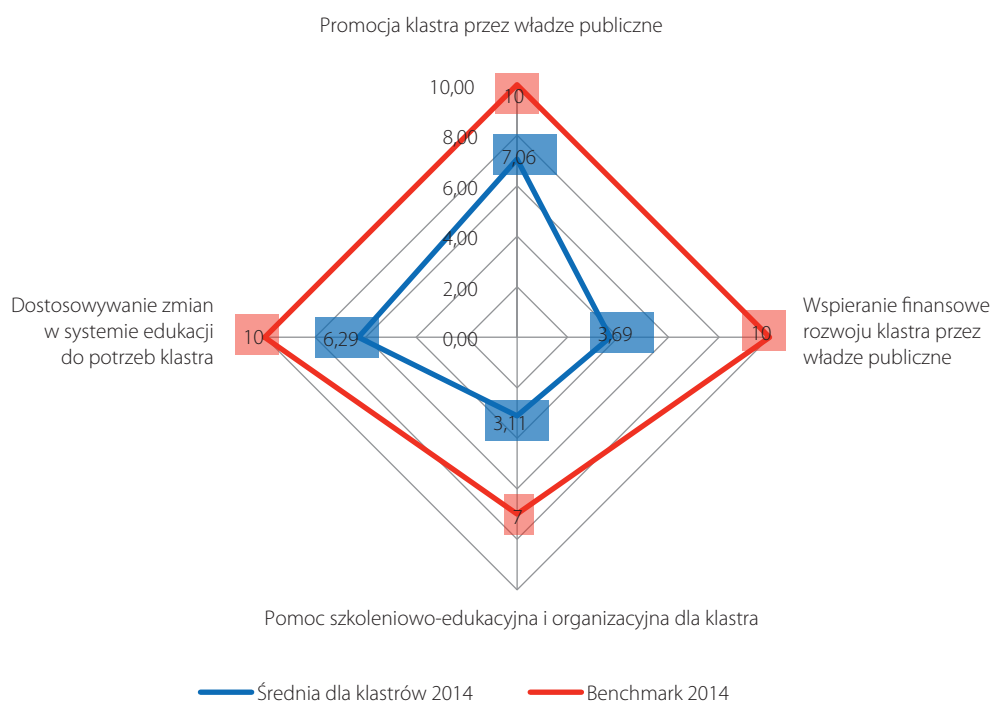 Promocja klastra przez władze publiczne
10,00
10
8,00
7,06
6,00
4,00
2,00
0,00
Dostosowywanie zmian
w systemie edukacji
do potrzeb klastra
10
6,29
3,69
10
Wspieranie finansowe
rozwoju klastra przez
władze publiczne
3,11
7
Pomoc szkoleniowo-edukacyjna i organizacyjna dla klastra
Średnia dla klastrów 2014
Benchmark 2014